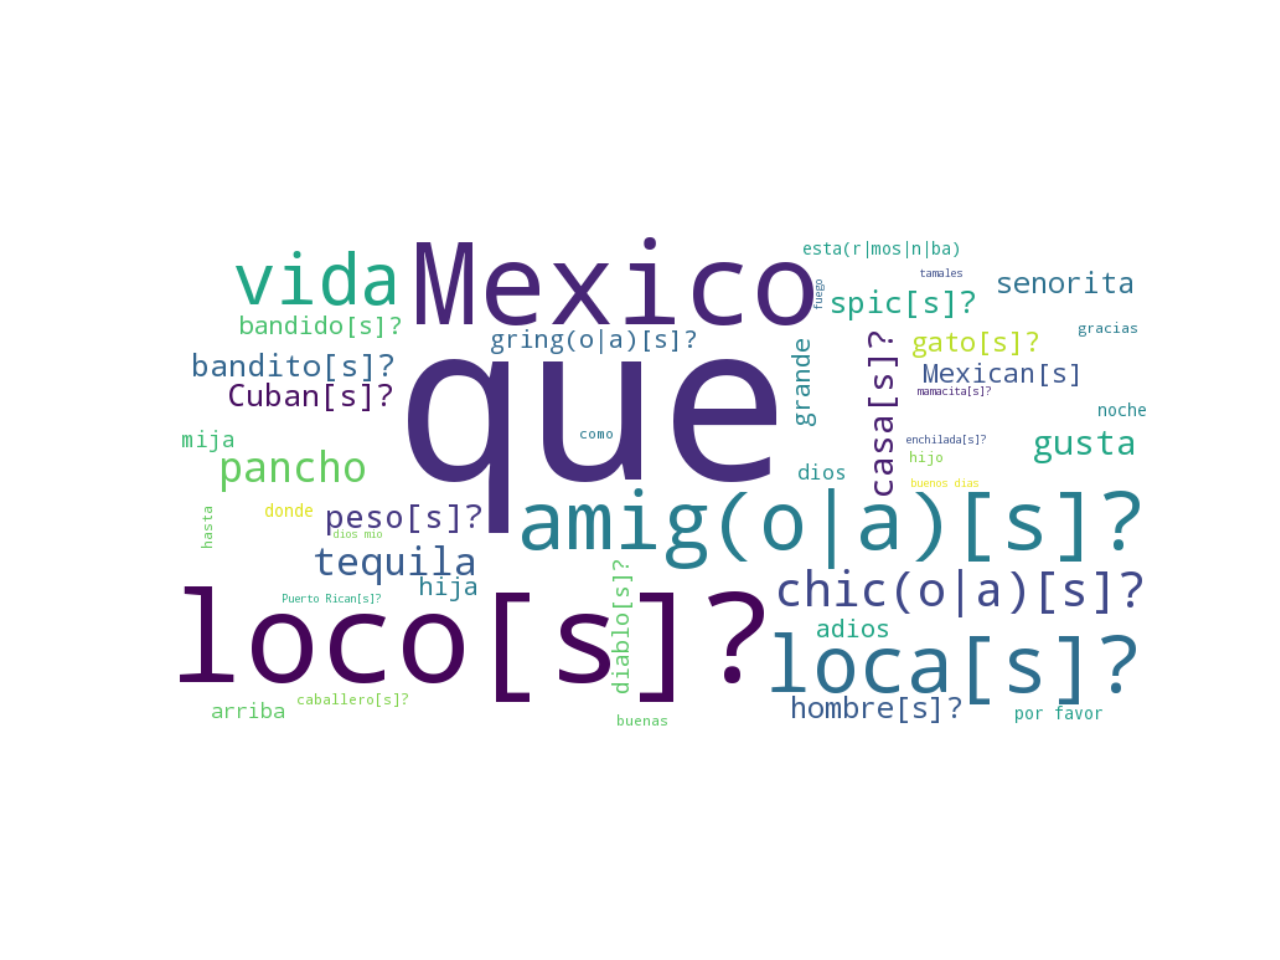 Mexico
esta(r|mos|n|ba)
vida
tamales
senorita
fuego
spic[s]?
bandido[s]?
gring(o|a)[s]?
gracias
gato[s]?
bandito[s]?
que
grande
casa[s]?
Mexican[s]
Cuban[s]?
mamacita[s]?
noche
mija
como
enchilada[s]?
gusta
pancho
dios
hijo
buenos dias
hasta
donde
peso[s]?
amig(o|a)[s]?
dios mio
tequila
hija
chic(o|a)[s]?
Puerto Rican[s]?
loco[s]?
diablo[s]?
adios
loca[s]?
caballero[s]?
arriba
hombre[s]?
por favor
buenas